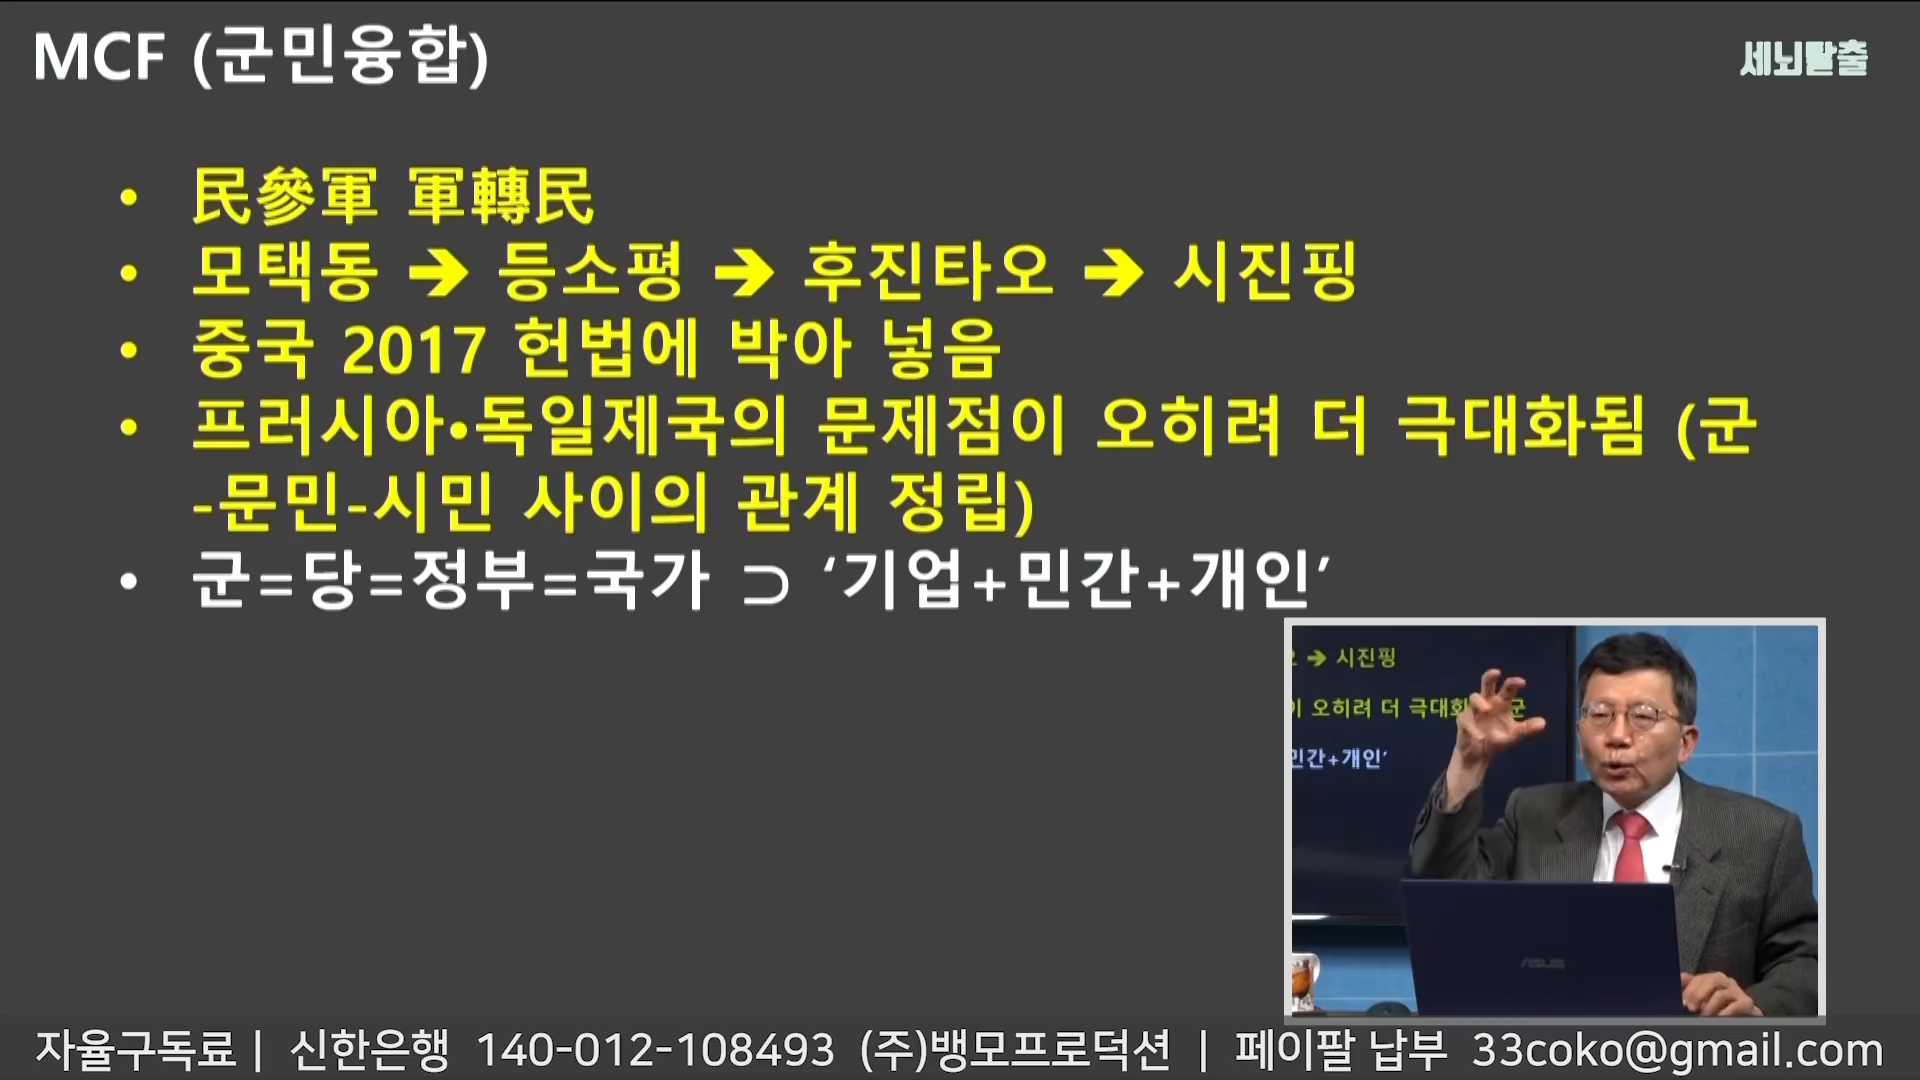 MCF (군민융합)
세뇌탈출
• 民參軍 軍轉民
• 모택동 ➔ 등소평 ➔ 후진타오 ➔ 시진핑
• 중국 2017 헌법에 박아 넣음
• 프러시아•독일제국의 문제점이 오히려 더 극대화됨 (군
-문민-시민 사이의 관계 정립)
• 군=당=정부=국가 ⊃ ‘기업+민간+개인’
➔ 시진핑
이 오히려 더 극대화 군
민간+개인’
ASUS
자율구독료 | 신한은행 140-012-108493 (주)뱅모프로덕션 | 페이팔 납부 33coko@gmail.com